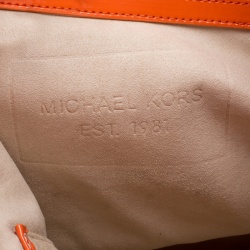 MICHAEL KORS
EST. 1981